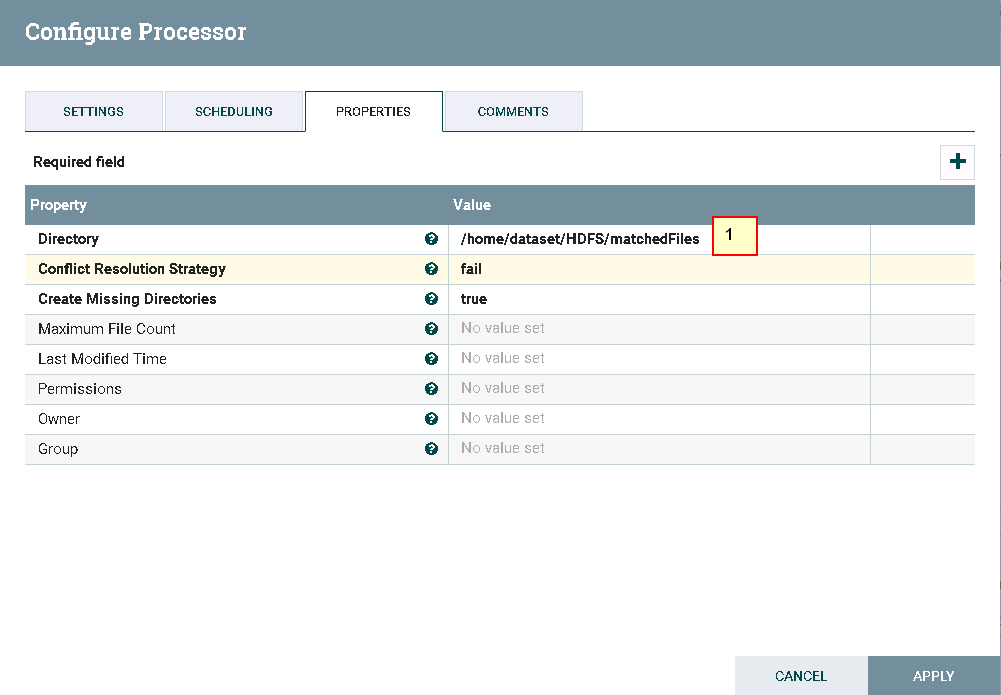 Configure Processor
SETTINGS SCHEDULING PROPERTIES COMMENTS
Required field
Property Value
Directory /home/dataset/HDFS/matchedFiles 1
Conflict Resolution Strategy fail
Create Missing Directories true
Maximum File Count No value set
Last Modified Time No value set
Permissions No value set
Owner No value set
Group No value set
CANCEL APPLY